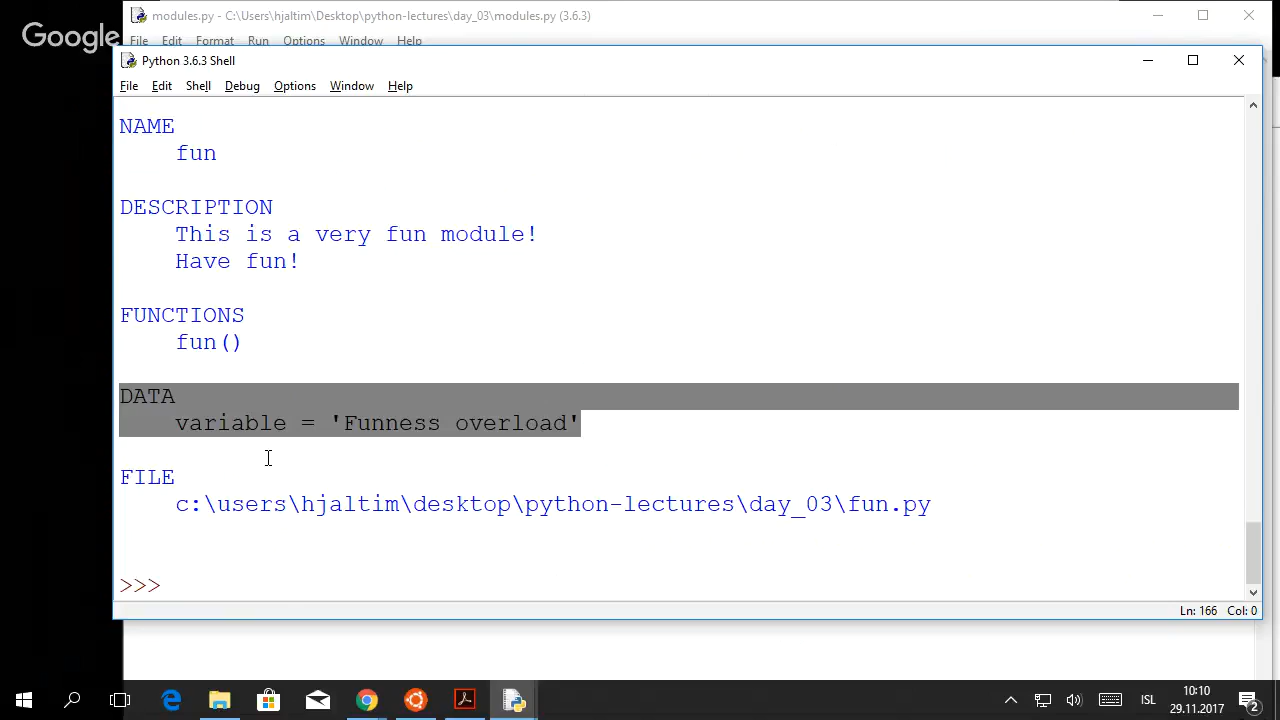 Google
modules.py - C:\Users\hjaltim\Desktop\python-lectures\day_03\modules.py (3.6.3)
File Edit Format Run Options Window Help
Python 3.6.3 Shell
File Edit Shell Debug Options Window Help
NAME
fun
DESCRIPTION
This is a very fun module!
Have fun!
FUNCTIONS
fun()
DATA
variable = 'Funness overload'
FILE
c:\users\hjaltim\desktop\python-lectures\day_03\fun.py
>>>
Ln: 166 Col: 0
ISL
10:10
29.11.2017
2